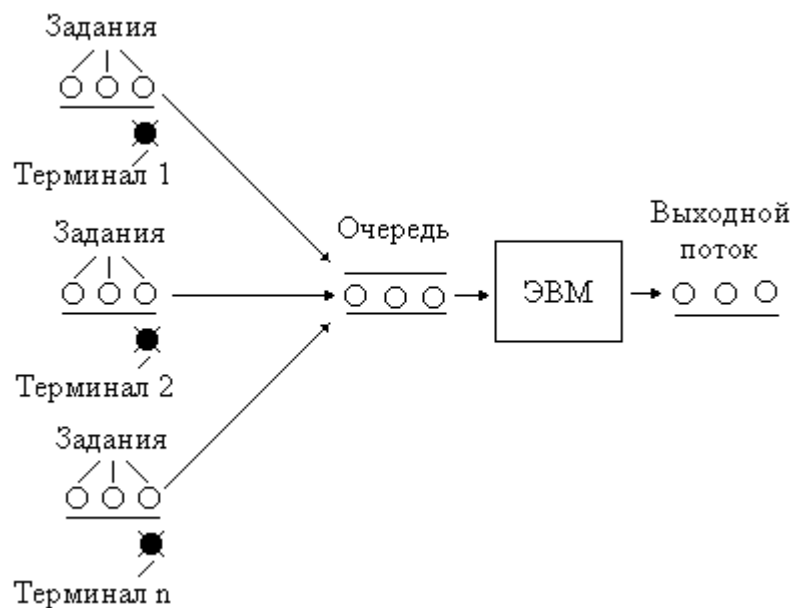 Задания
Терминал 1
Задания
Терминал 2
Задания
Терминал n
Очередь
ЭВМ
Выходной
поток